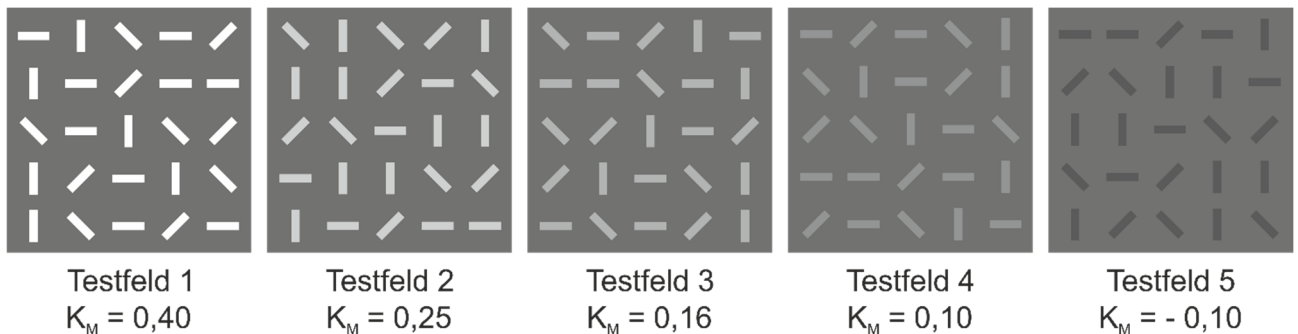 Testfeld 1
K_M = 0,40
Testfeld 2
K_M = 0,25
Testfeld 3
K_M = 0,16
Testfeld 4
K_M = 0,10
Testfeld 5
K_M = - 0,10